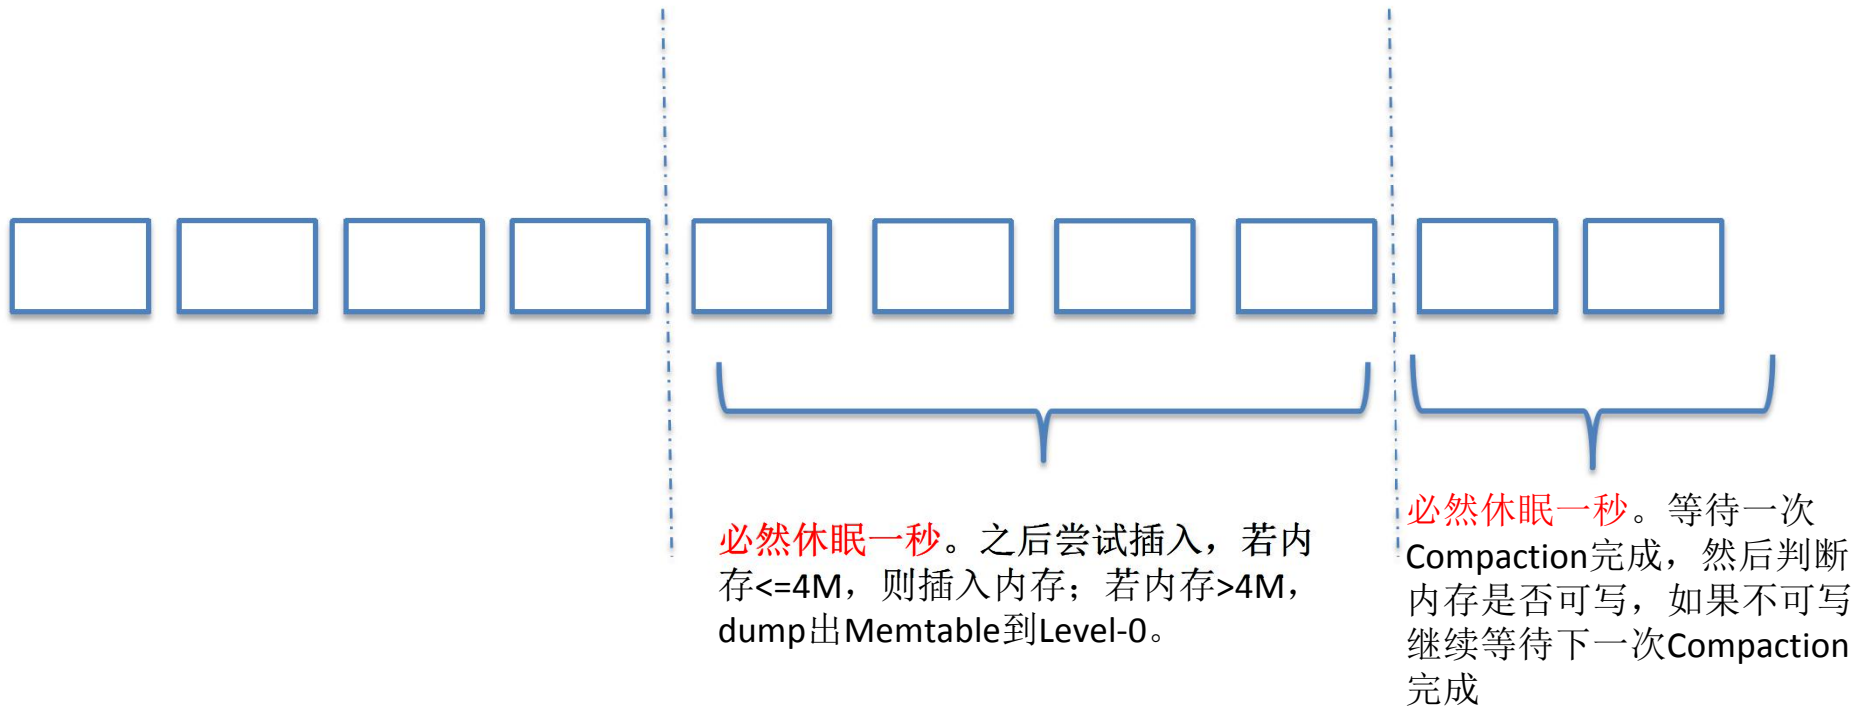 必然休眠一秒。之后尝试插入，若内
存<=4M，则插入内存；若内存>4M，
dump出Memtable到Level-0。
必然休眠一秒。等待一次
Compaction完成，然后判断
内存是否可写，如果不可写
继续等待下一次Compaction
完成